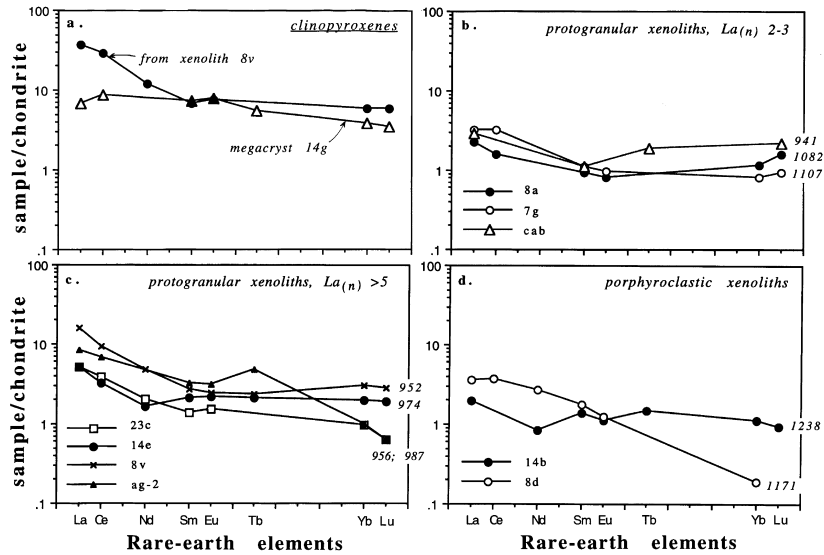 a. clinopyroxenes
100
10
1
.1
from xenolith 8v
megacryst 14g
sample/chondrite
b. protogranular xenoliths, La(n) 2-3
100
10
1
.1
941
1082
1107
8a
7g
cab
c. protogranular xenoliths, La(n) >5
100
10
1
.1
952
974
956; 987
23c
14e
8v
ag-2
sample/chondrite
La Ce Nd Sm Eu Tb Yb Lu
Rare-earth elements
d. porphyroclastic xenoliths
100
10
1
.1
1238
1171
14b
8d
La Ce Nd Sm Eu Tb Yb Lu
Rare-earth elements